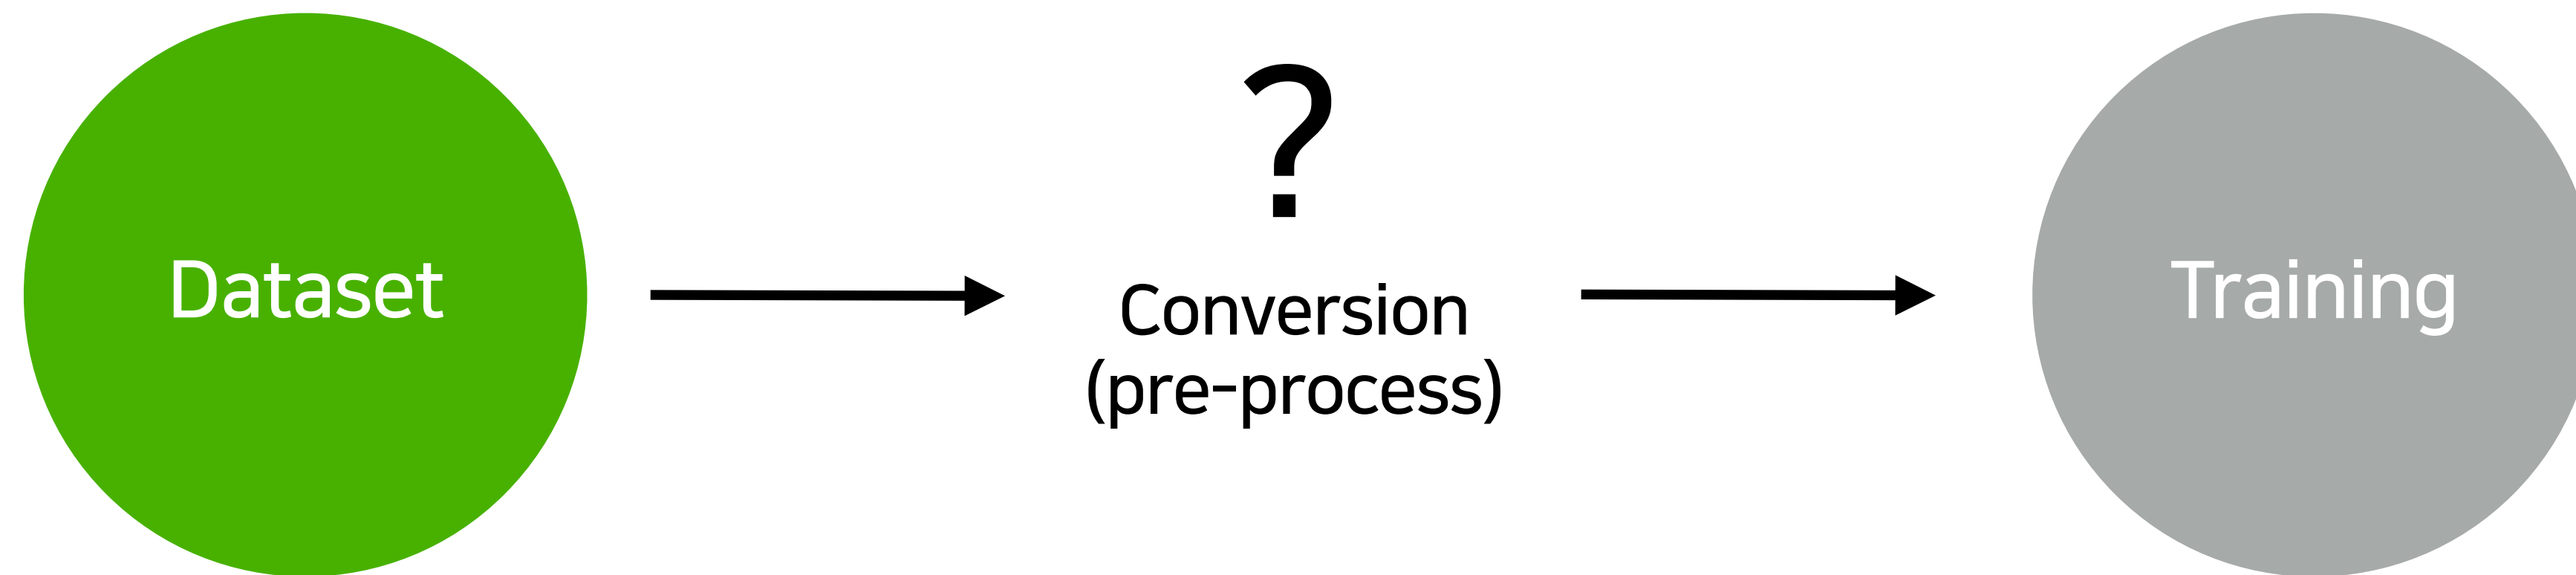 Dataset
?
Conversion
(pre-process)
Training